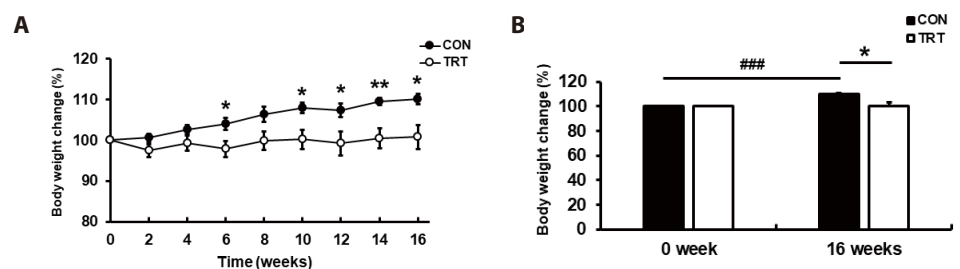 A
CON
TRT
Body weight change (%)
120
110
100
90
80
*
*
*
**
*
0 2 4 6 8 10 12 14 16
Time (weeks)
B
CON
TRT
Body weight change (%)
120
100
80
60
40
20
0
###
*
0 week 16 weeks